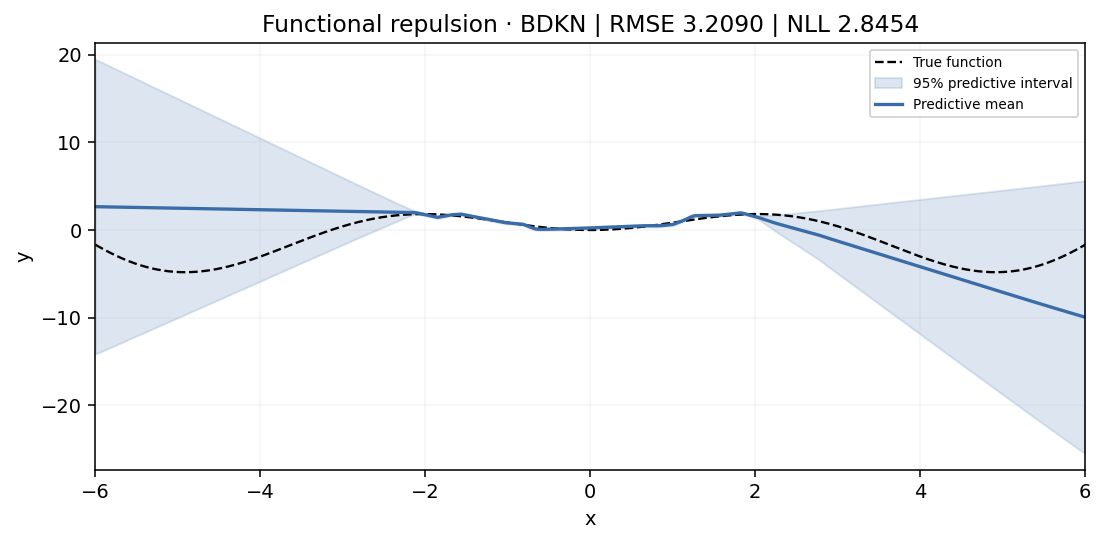 Functional repulsion · BDKN | RMSE 3.2090 | NLL 2.8454
True function
95% predictive interval
Predictive mean
20
10
0
−10
−20
y
−6
−4
−2
0
2
4
6
x